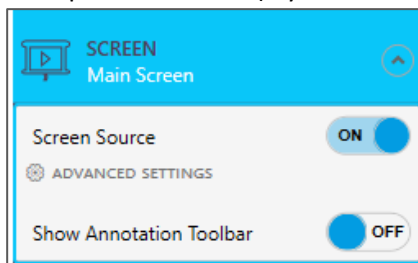 SCREEN
Main Screen
Screen Source ON
ADVANCED SETTINGS
Show Annotation Toolbar OFF